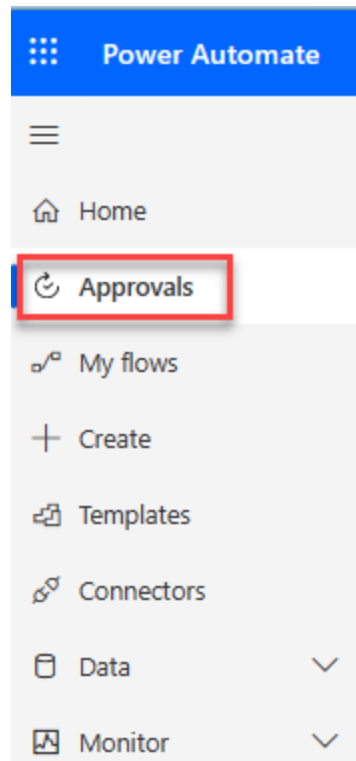 Power Automate
Home
Approvals
My flows
Create
Templates
Connectors
Data
Monitor